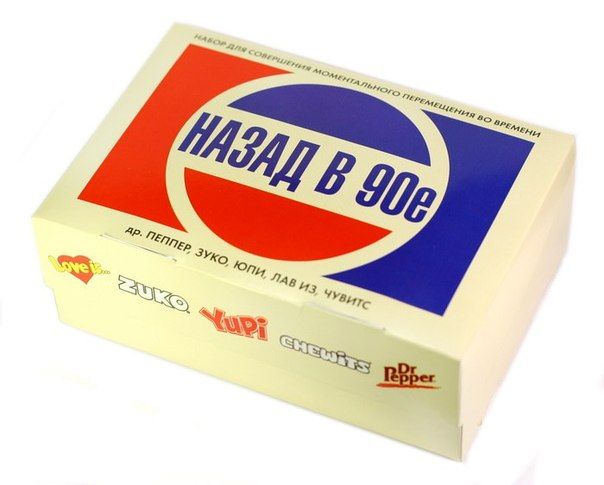 НАБОР ДЛЯ СОВЕРШЕНИЯ МОМЕНТАЛЬНОГО ПЕРЕМЕЩЕНИЯ ВО ВРЕМЕНИ
НАЗАД В 90е
др. ПЕППЕР, ЗУКО, ЮПИ, ЛАВ ИЗ, ЧУВИТС
Love is...
ZUKO
YUPi
CHEWiTS
Dr
Pepper